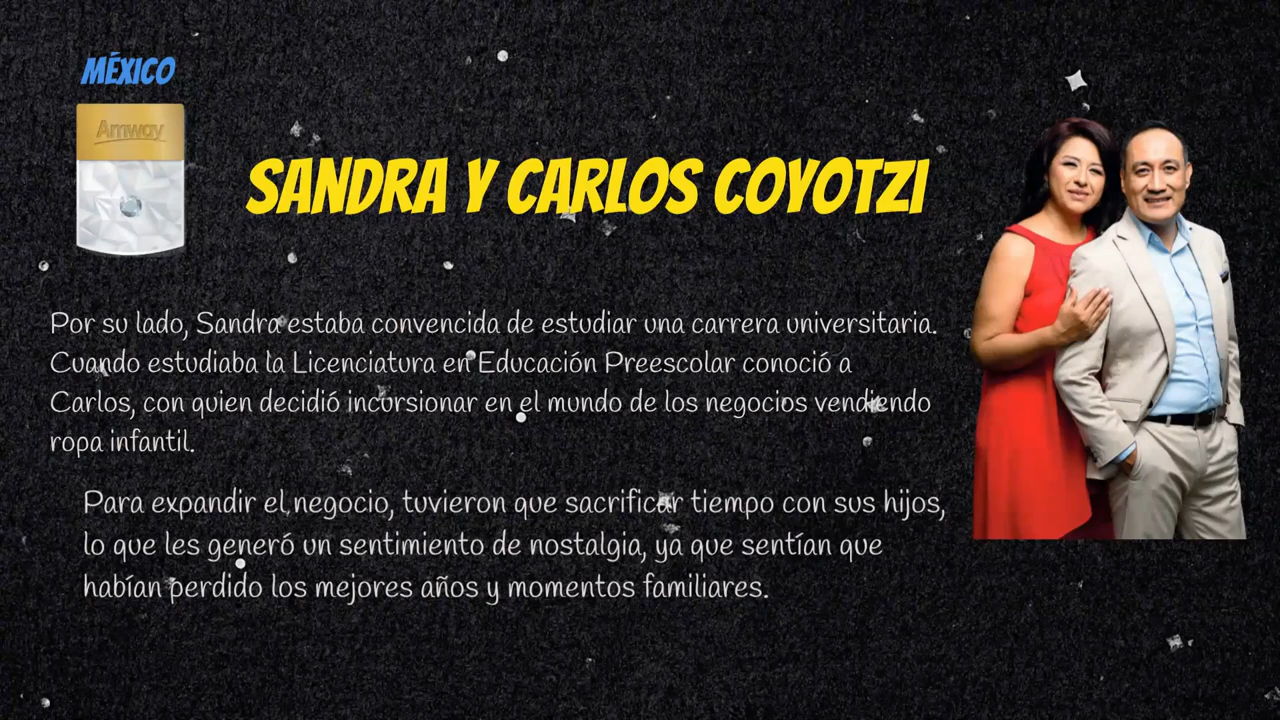 MÉXICO
Amway
SANDRA Y CARLOS COYOTZI
Por su lado, Sandra estaba convencida de estudiar una carrera universitaria.
Cuando estudiaba la Licenciatura en Educación Preescolar conoció a
Carlos, con quien decidió incursionar en el mundo de los negocios vendiendo
ropa infantil.
Para expandir el negocio, tuvieron que sacrificar tiempo con sus hijos,
lo que les generó un sentimiento de nostalgia, ya que sentían que
habían perdido los mejores años y momentos familiares.